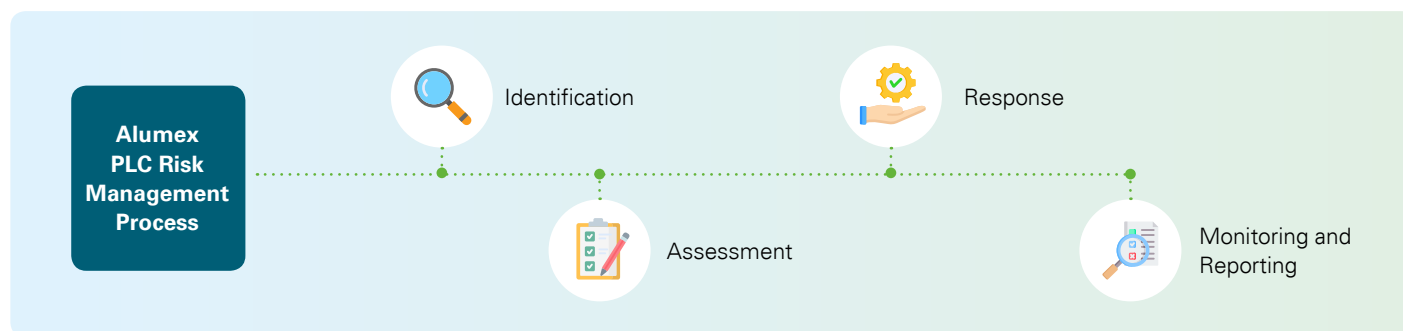 Alumex
PLC Risk
Management
Process
Identification
Assessment
Response
Monitoring and
Reporting